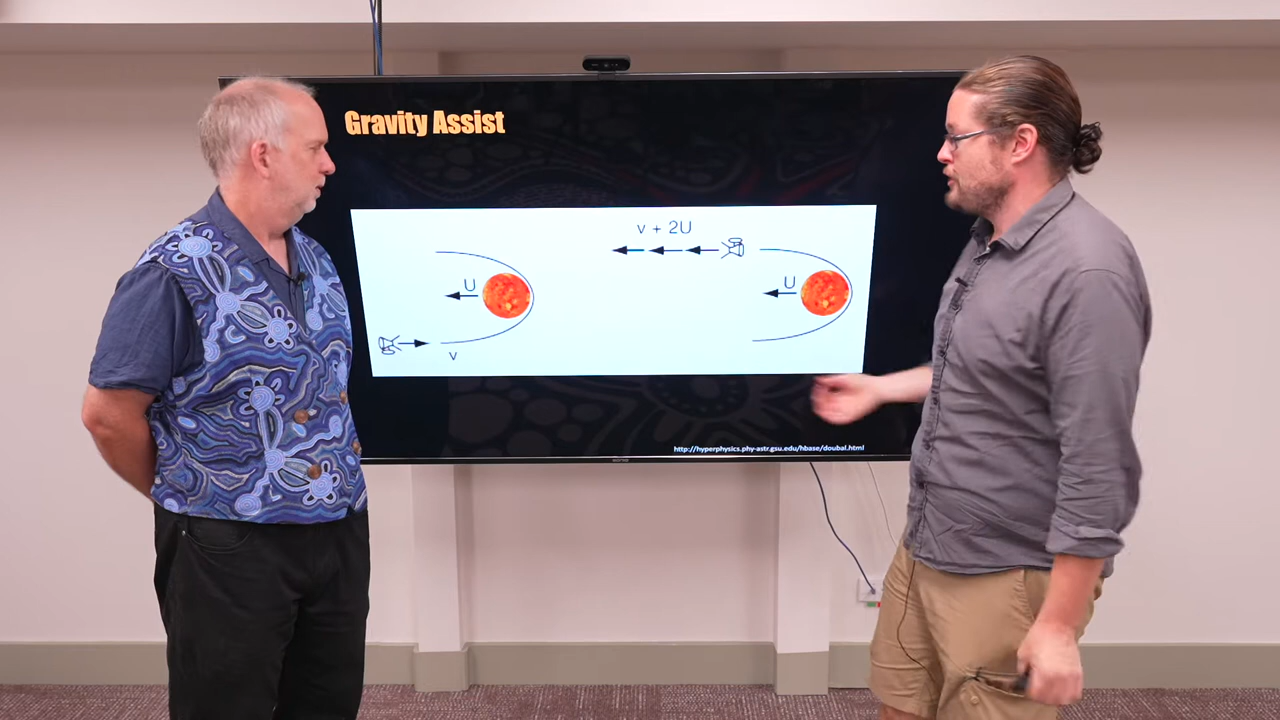 Gravity Assist
v + 2U
U
U
v
http://hyperphysics.phy-astr.gsu.edu/hbase/doubal.html